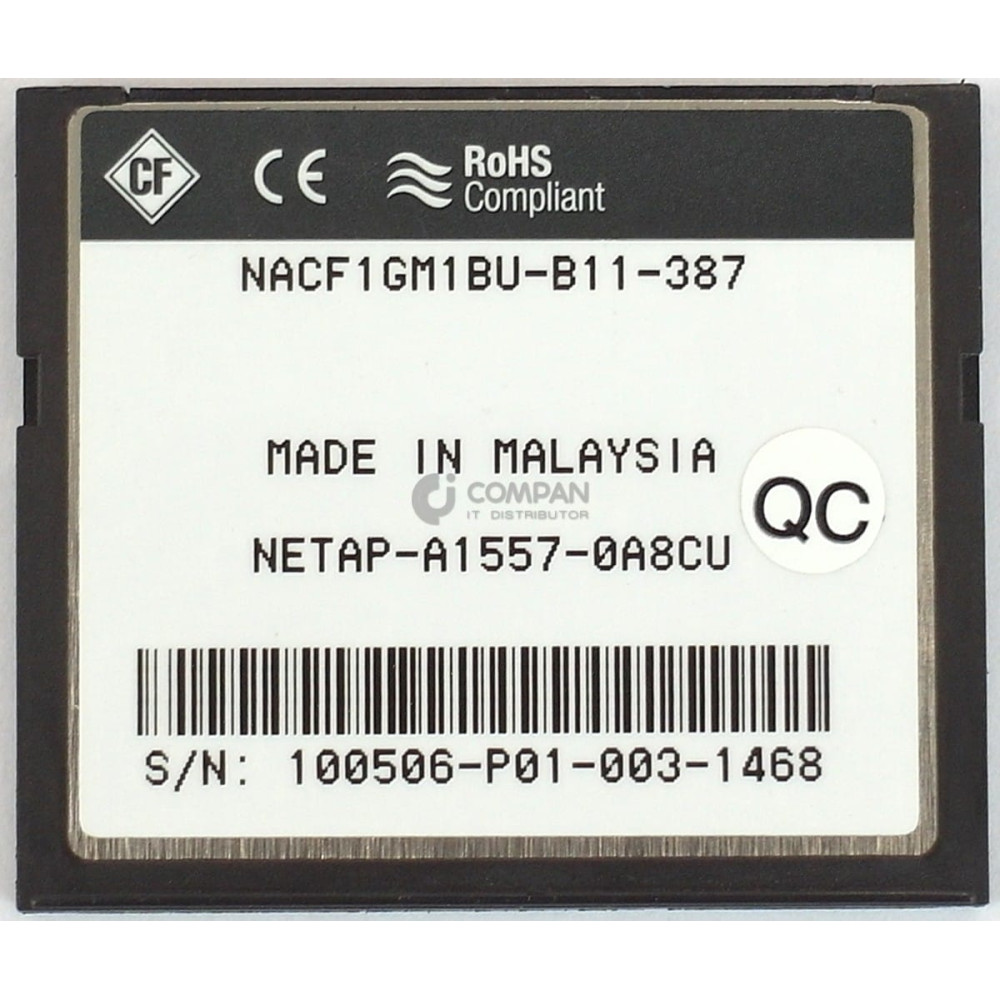 CF CE RoHS
Compliant
NACF1GM1BU-B11-387
MADE IN MALAYSIA
COMPAN
IT DISTRIBUTOR
QC
NETAP-A1557-0A8CU
S/N: 100506-P01-003-1468